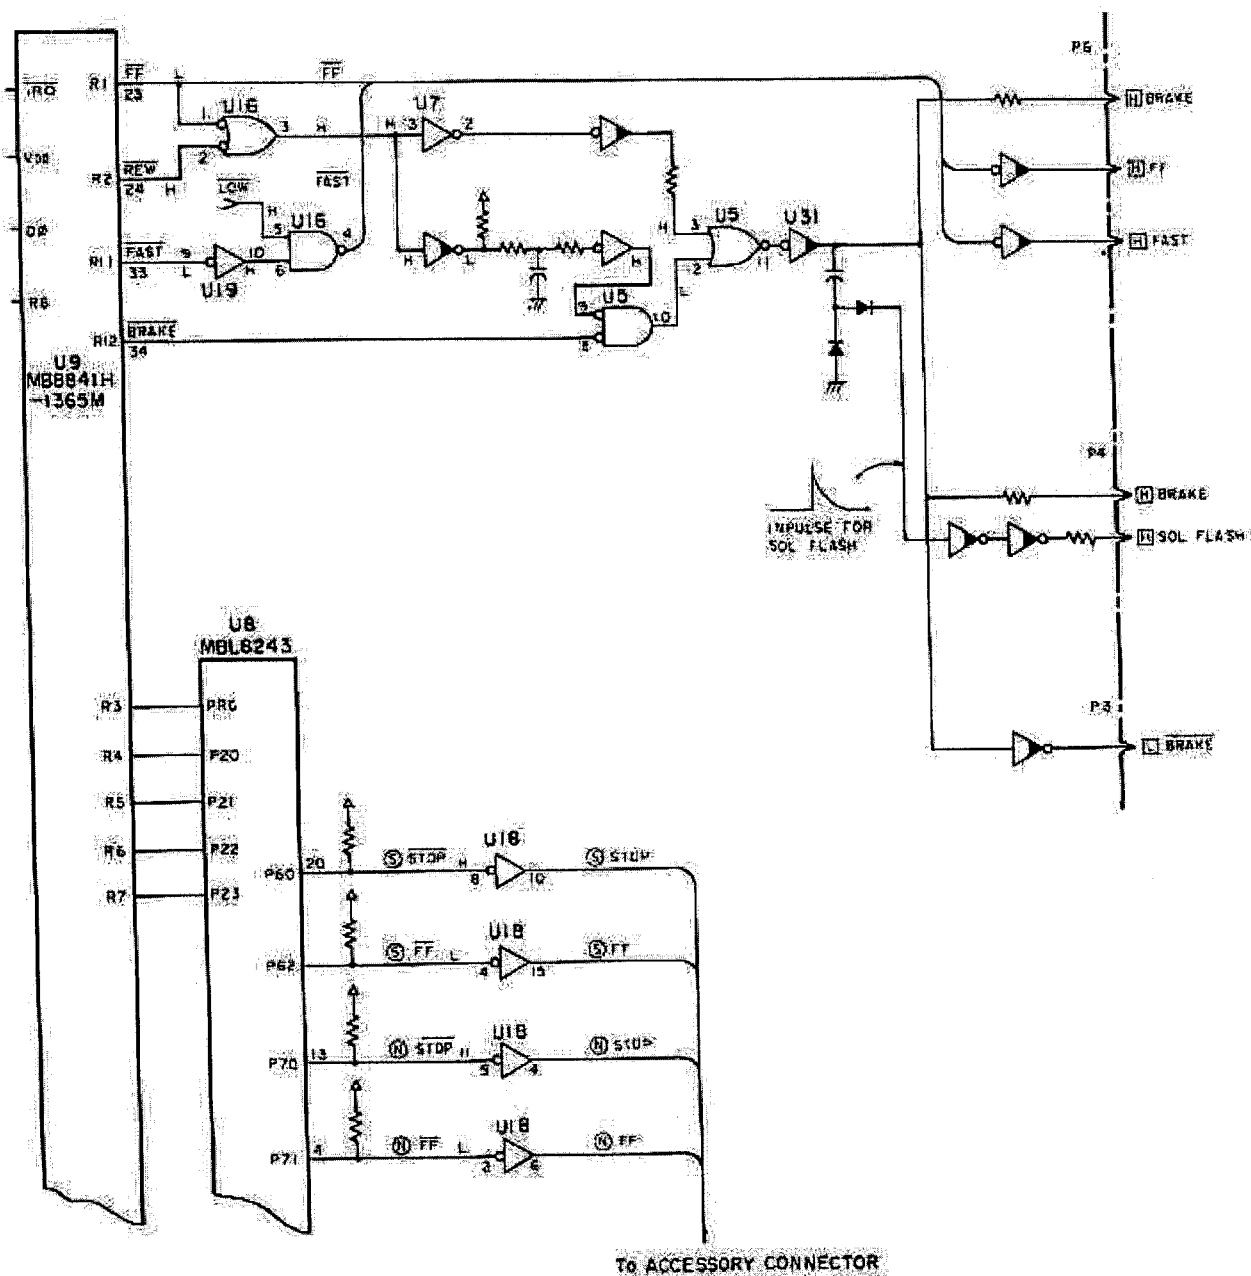 P6
R1
FF
23
L
FF
IRQ
U16
1
3
H
2
H
3
U7
2
H BRAKE
R2
REW
24
H
LOW
H
5
FAST
U16
4
H
3
U5
U31
H FF
R11
FAST
33
9
L
10
H
6
U19
H
L
H
2
11
H FAST
R8
9
U5
10
L
8
R12
BRAKE
34
U9
MB8841H
-1365M
P4
H BRAKE
IMPULSE FOR
SOL FLASH
H SOL FLASH
U8
MBL8243
R3
PR6
P3
R4
P20
L BRAKE
R5
P21
R6
P22
R7
P23
P60
20
S STOP
H
8
U18
10
S STOP
P62
S FF
L
4
U18
15
S FF
P70
13
N STOP
11
5
U18
4
N STOP
P71
4
N FF
L
3
U18
6
N FF
To ACCESSORY CONNECTOR